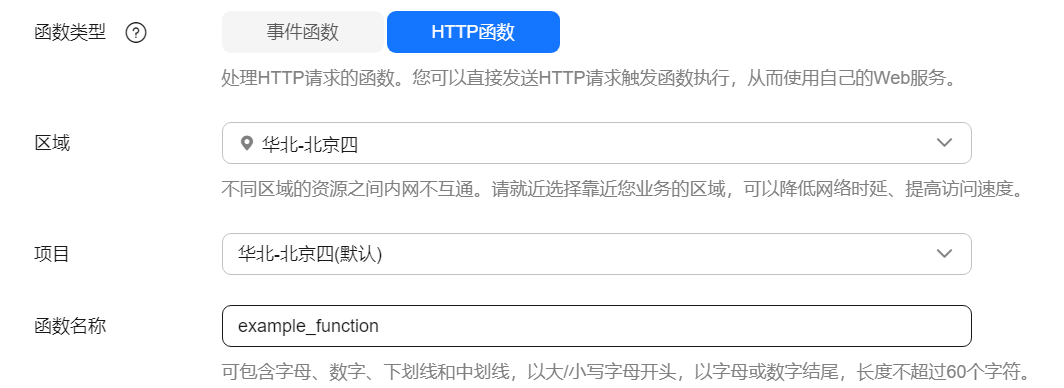 函数类型 ? 事件函数 HTTP函数
处理HTTP请求的函数。您可以直接发送HTTP请求触发函数执行，从而使用自己的Web服务。
区域 华北-北京四
不同区域的资源之间内网不互通。请就近选择靠近您业务的区域，可以降低网络时延、提高访问速度。
项目 华北-北京四(默认)
函数名称 example_function
可包含字母、数字、下划线和中划线，以大/小写字母开头，以字母或数字结尾，长度不超过60个字符。